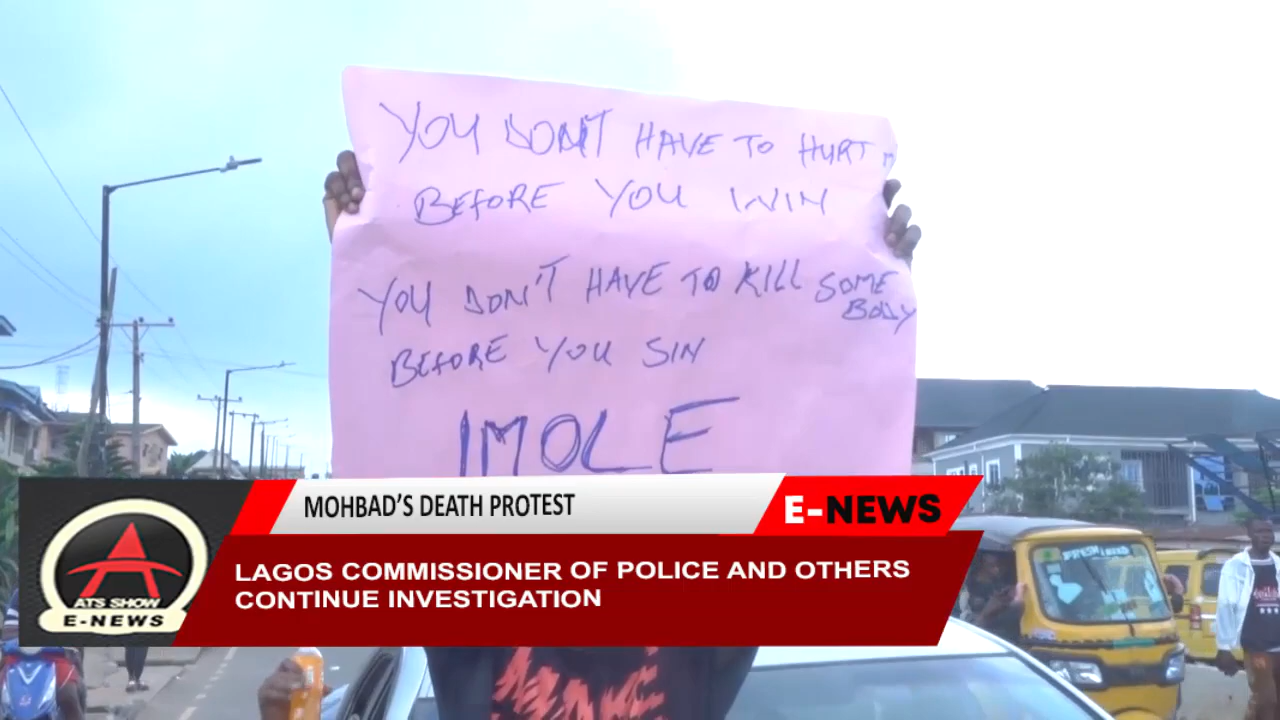 YOU DON'T HAVE TO HURT
BEFORE YOU WIN
YOU DON'T HAVE TO KILL SOME
BODY
BEFORE YOU SIN
IMOLE
MOHBAD'S DEATH PROTEST
E-NEWS
LAGOS COMMISSIONER OF POLICE AND OTHERS
CONTINUE INVESTIGATION
ATS SHOW
E-NEWS